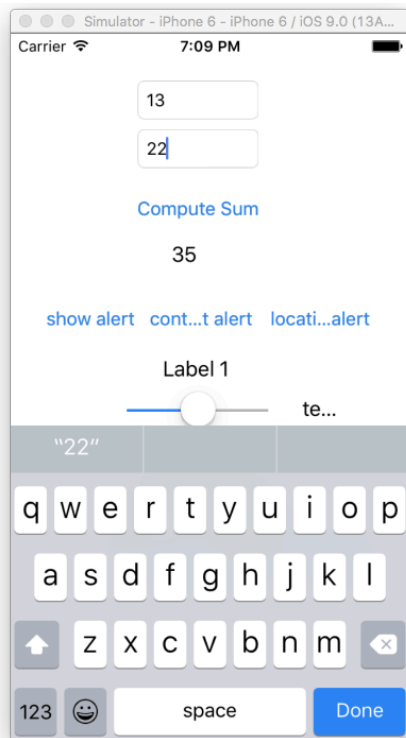 Simulator - iPhone 6 - iPhone 6 / iOS 9.0 (13A...
Carrier 7:09 PM
13
22
Compute Sum
35
show alert cont...t alert locati...alert
Label 1
te...
"22"
q w e r t y u i o p
a s d f g h j k l
z x c v b n m
123 space Done